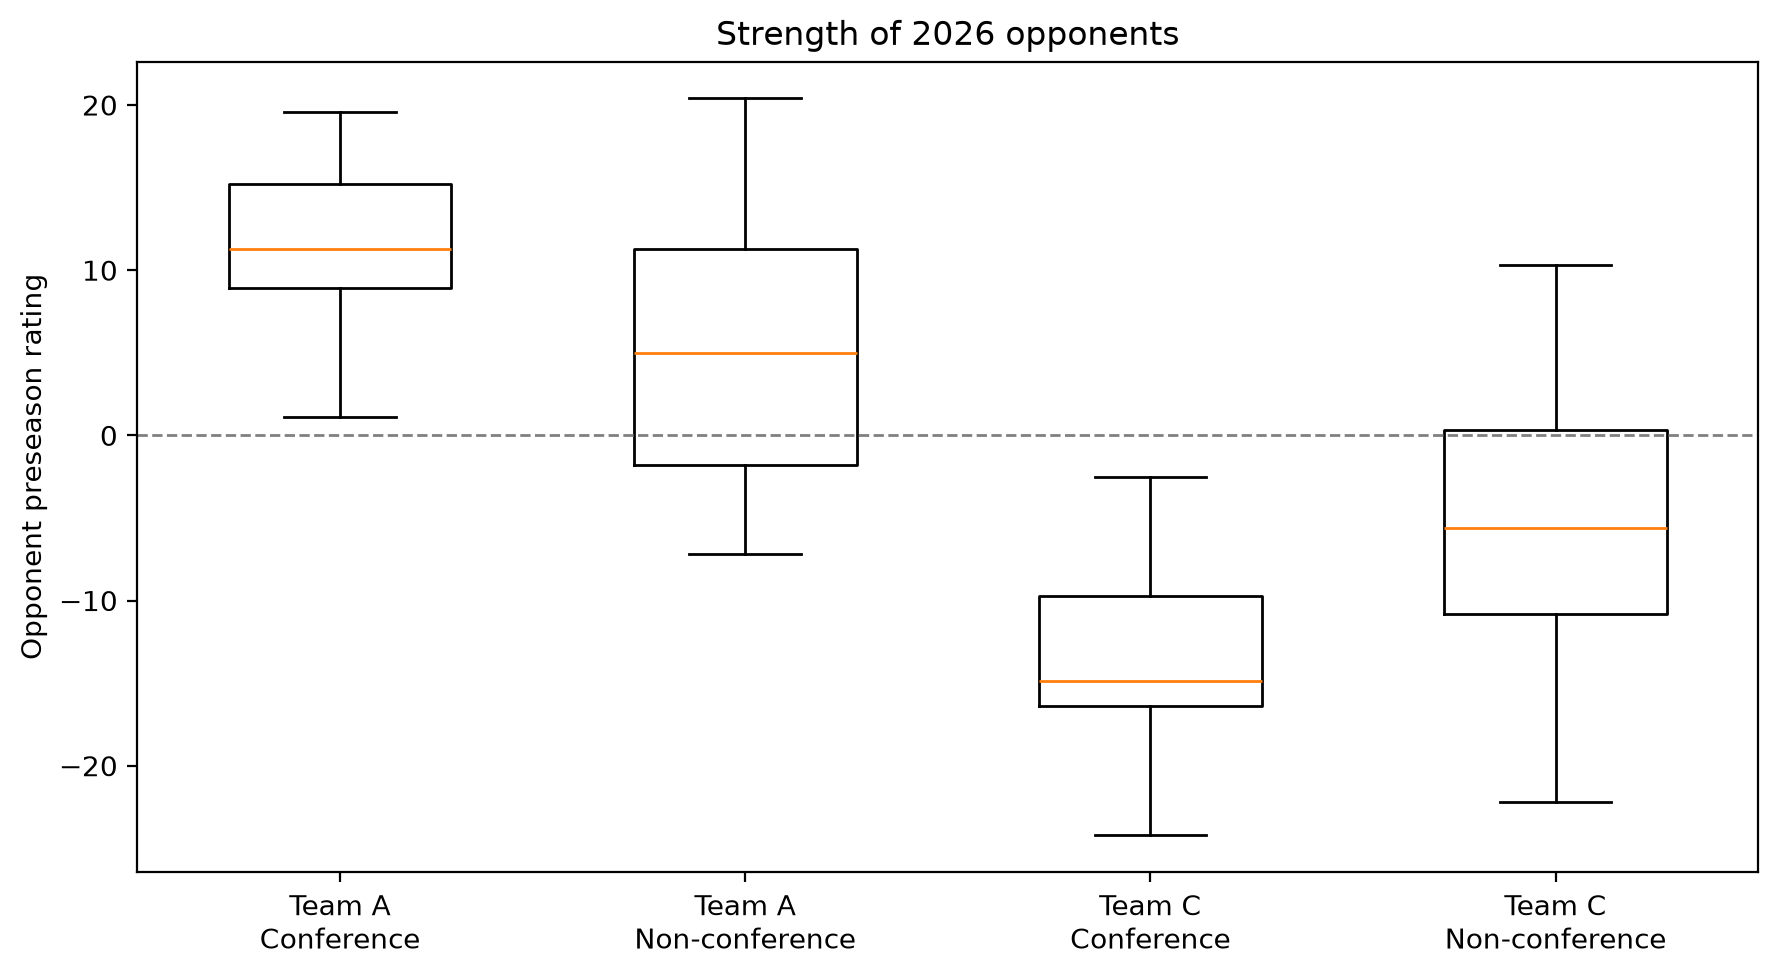 Strength of 2026 opponents
Opponent preseason rating
20
10
0
−10
−20
Team A
Conference
Team A
Non-conference
Team C
Conference
Team C
Non-conference